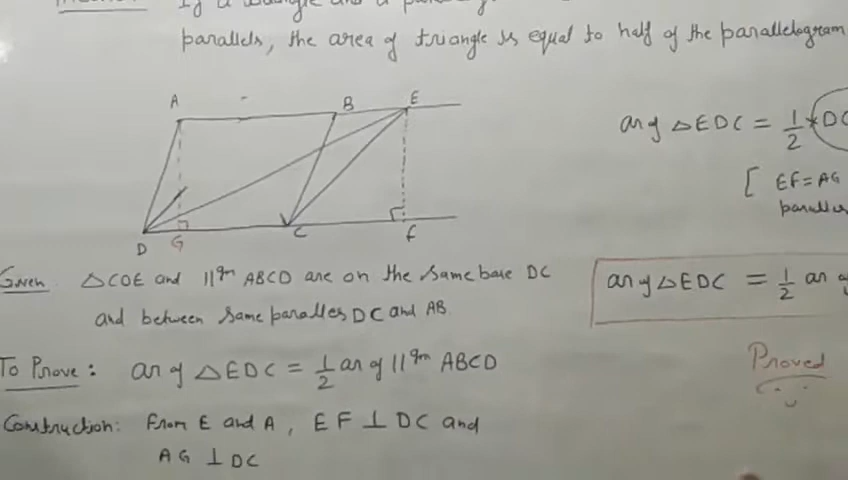 If a
parallels, the area of triangle is equal to half of the parallelogram
A B E
D G C F
ar of △EDC = 1/2 * DC
[ EF = AG
Given. △CDE and ||gm ABCD are on the same base DC
and between same paralles DC and AB.
ar of △EDC = 1/2 ar of
To Prove: ar of △EDC = 1/2 ar of ||gm ABCD
Proved
Construction: From E and A, EF ⊥ DC and
AG ⊥ DC